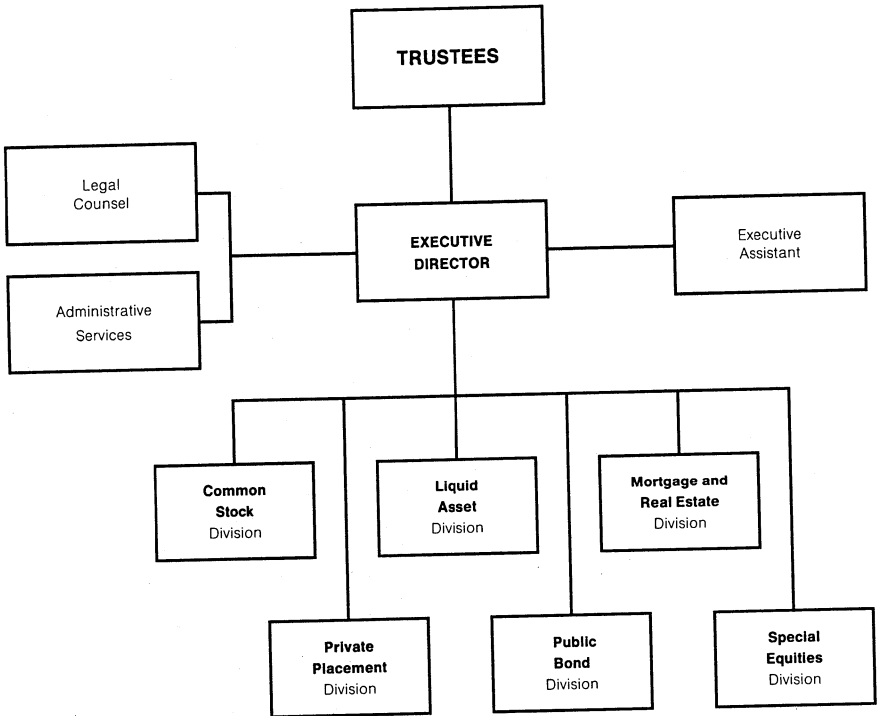 TRUSTEES
Legal
Counsel
EXECUTIVE
DIRECTOR
Executive
Assistant
Administrative
Services
Common
Stock
Division
Liquid
Asset
Division
Mortgage and
Real Estate
Division
Private
Placement
Division
Public
Bond
Division
Special
Equities
Division